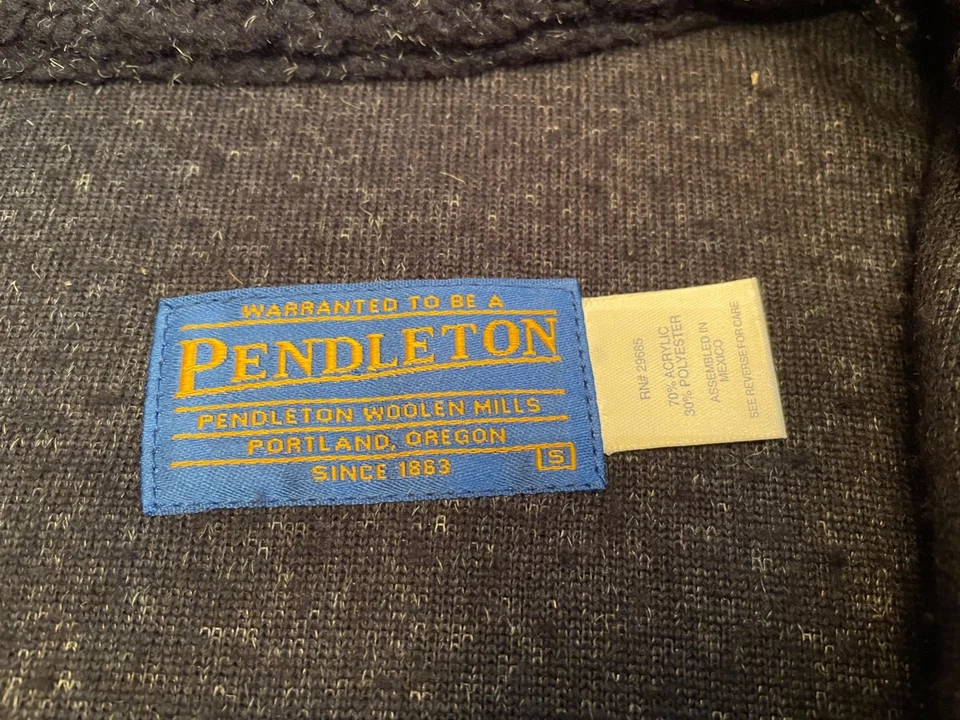 WARRANTED TO BE A
PENDLETON
PENDLETON WOOLEN MILLS
PORTLAND, OREGON
SINCE 1863
S
RN# 29685
70% ACRYLIC
30% POLYESTER
ASSEMBLED IN
MEXICO
SEE REVERSE FOR CARE